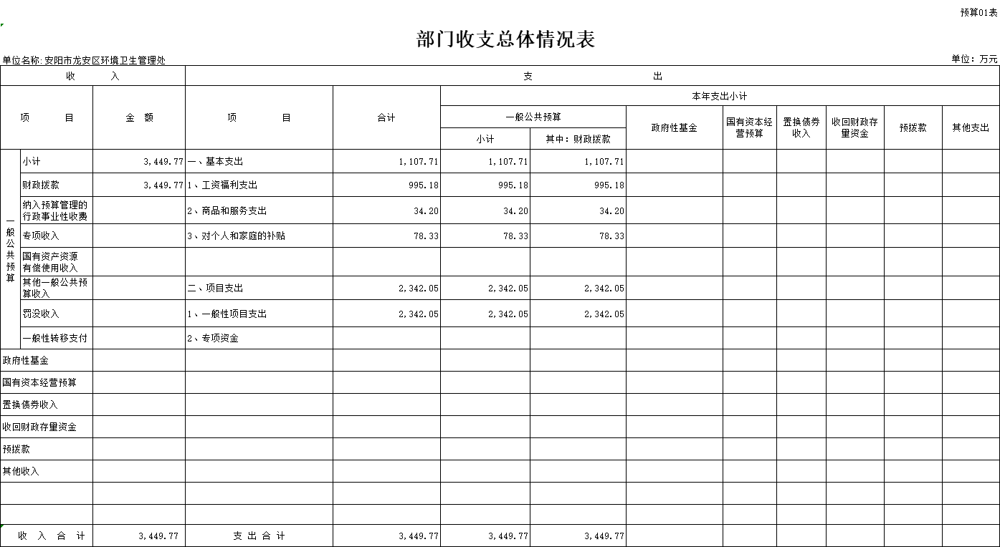 预算01表
部门收支总体情况表
单位名称: 安阳市龙安区环境卫生管理处 单位：万元
收 入 支 出
项 目 金 额 项 目 合计 本年支出小计
一般公共预算 政府性基金 国有资本经 置换债券 收回财政存 预拨款 其他支出
营预算 收入 量资金
小计 其中：财政拨款
一般公共预算
小计 3,449.77 一、基本支出 1,107.71 1,107.71 1,107.71
财政拨款 3,449.77 1、工资福利支出 995.18 995.18 995.18
纳入预算管理的
行政事业性收费 2、商品和服务支出 34.20 34.20 34.20
专项收入 3、对个人和家庭的补贴 78.33 78.33 78.33
国有资产资源
有偿使用收入
其他一般公共预
算收入 二、项目支出 2,342.05 2,342.05 2,342.05
罚没收入 1、一般性项目支出 2,342.05 2,342.05 2,342.05
一般性转移支付 2、专项资金
政府性基金
国有资本经营预算
置换债券收入
收回财政存量资金
预拨款
其他收入
收 入 合 计 3,449.77 支 出 合 计 3,449.77 3,449.77 3,449.77